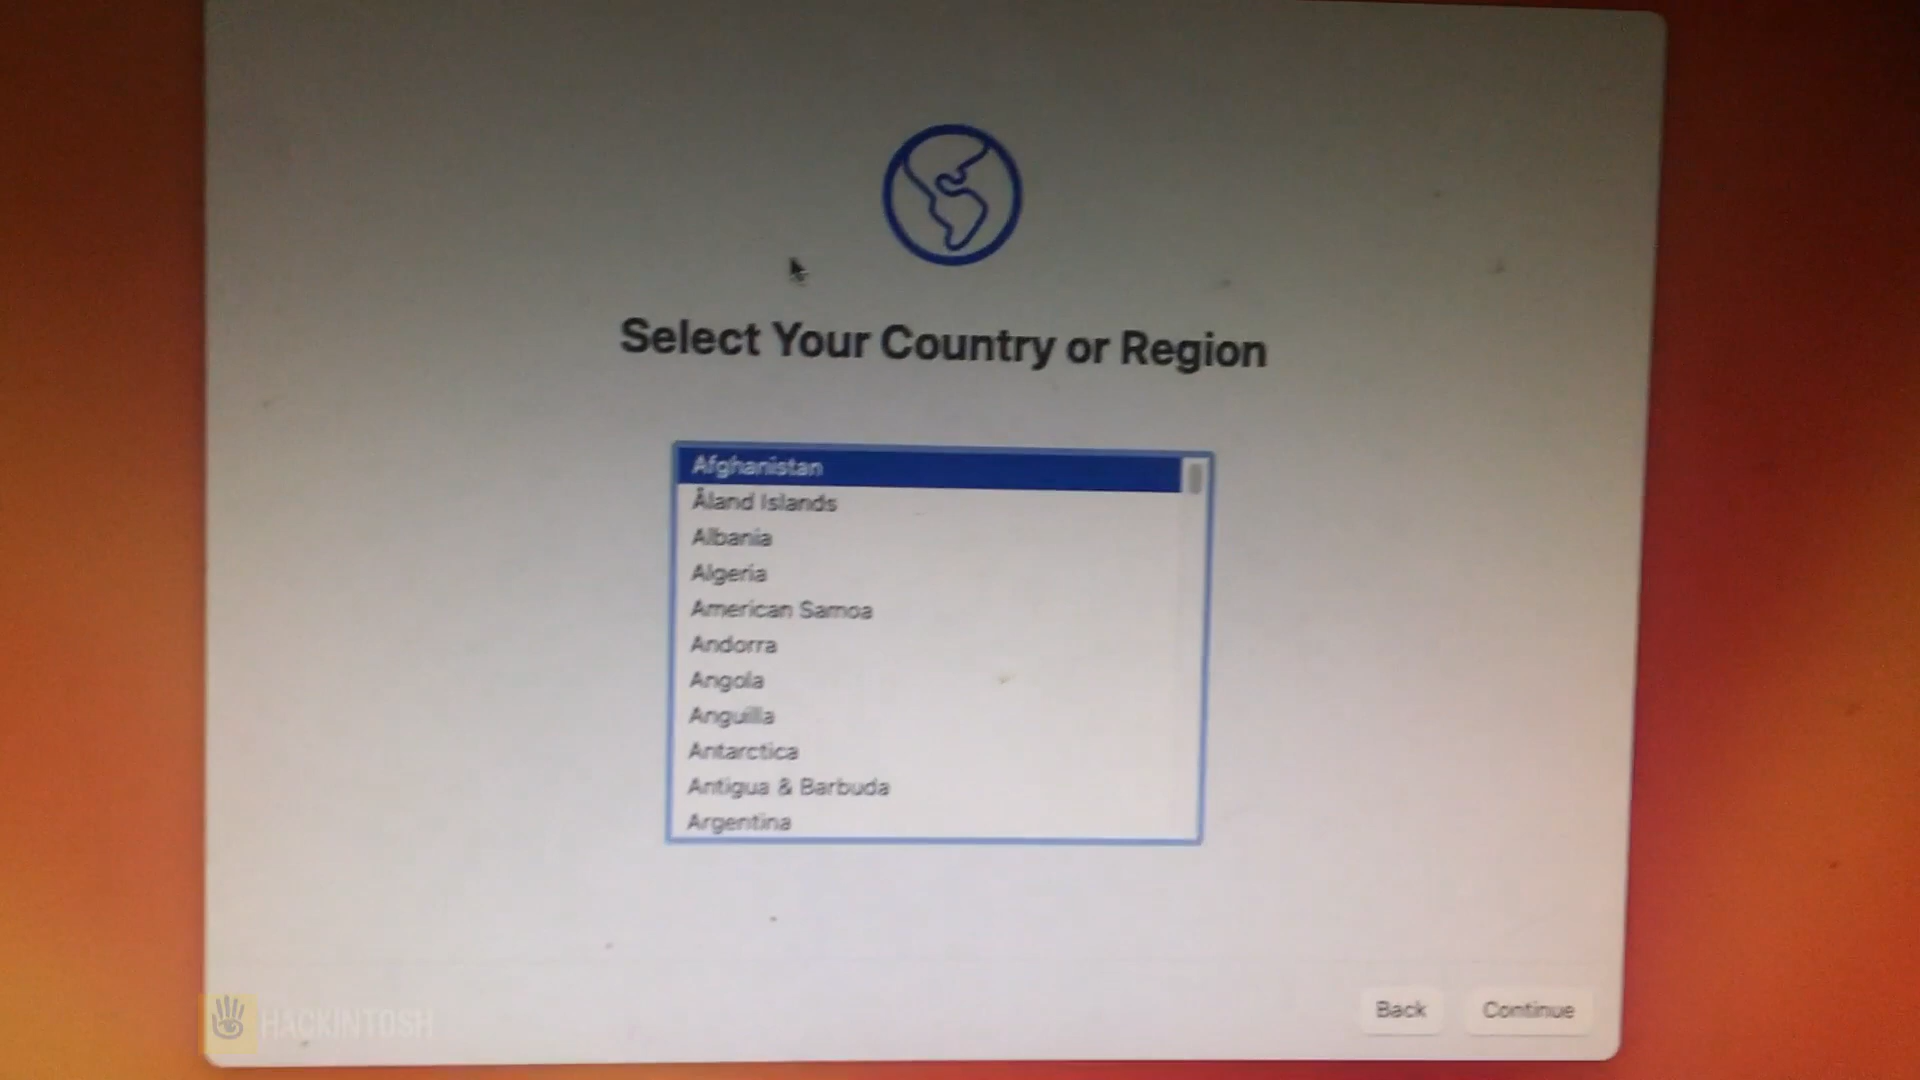 Select Your Country or Region
Afghanistan
Åland Islands
Albania
Algeria
American Samoa
Andorra
Angola
Anguilla
Antarctica
Antigua & Barbuda
Argentina
Back
Continue
HACKINTOSH